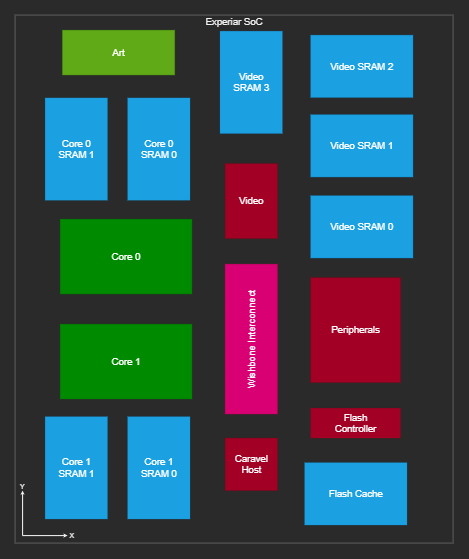 Experiar SoC
Art
Video
SRAM 3
Video SRAM 2
Core 0
SRAM 1
Core 0
SRAM 0
Video SRAM 1
Video
Video SRAM 0
Core 0
Wishbone Interconnect
Peripherals
Core 1
Flash
Controller
Core 1
SRAM 1
Core 1
SRAM 0
Caravel
Host
Flash Cache
Y
X